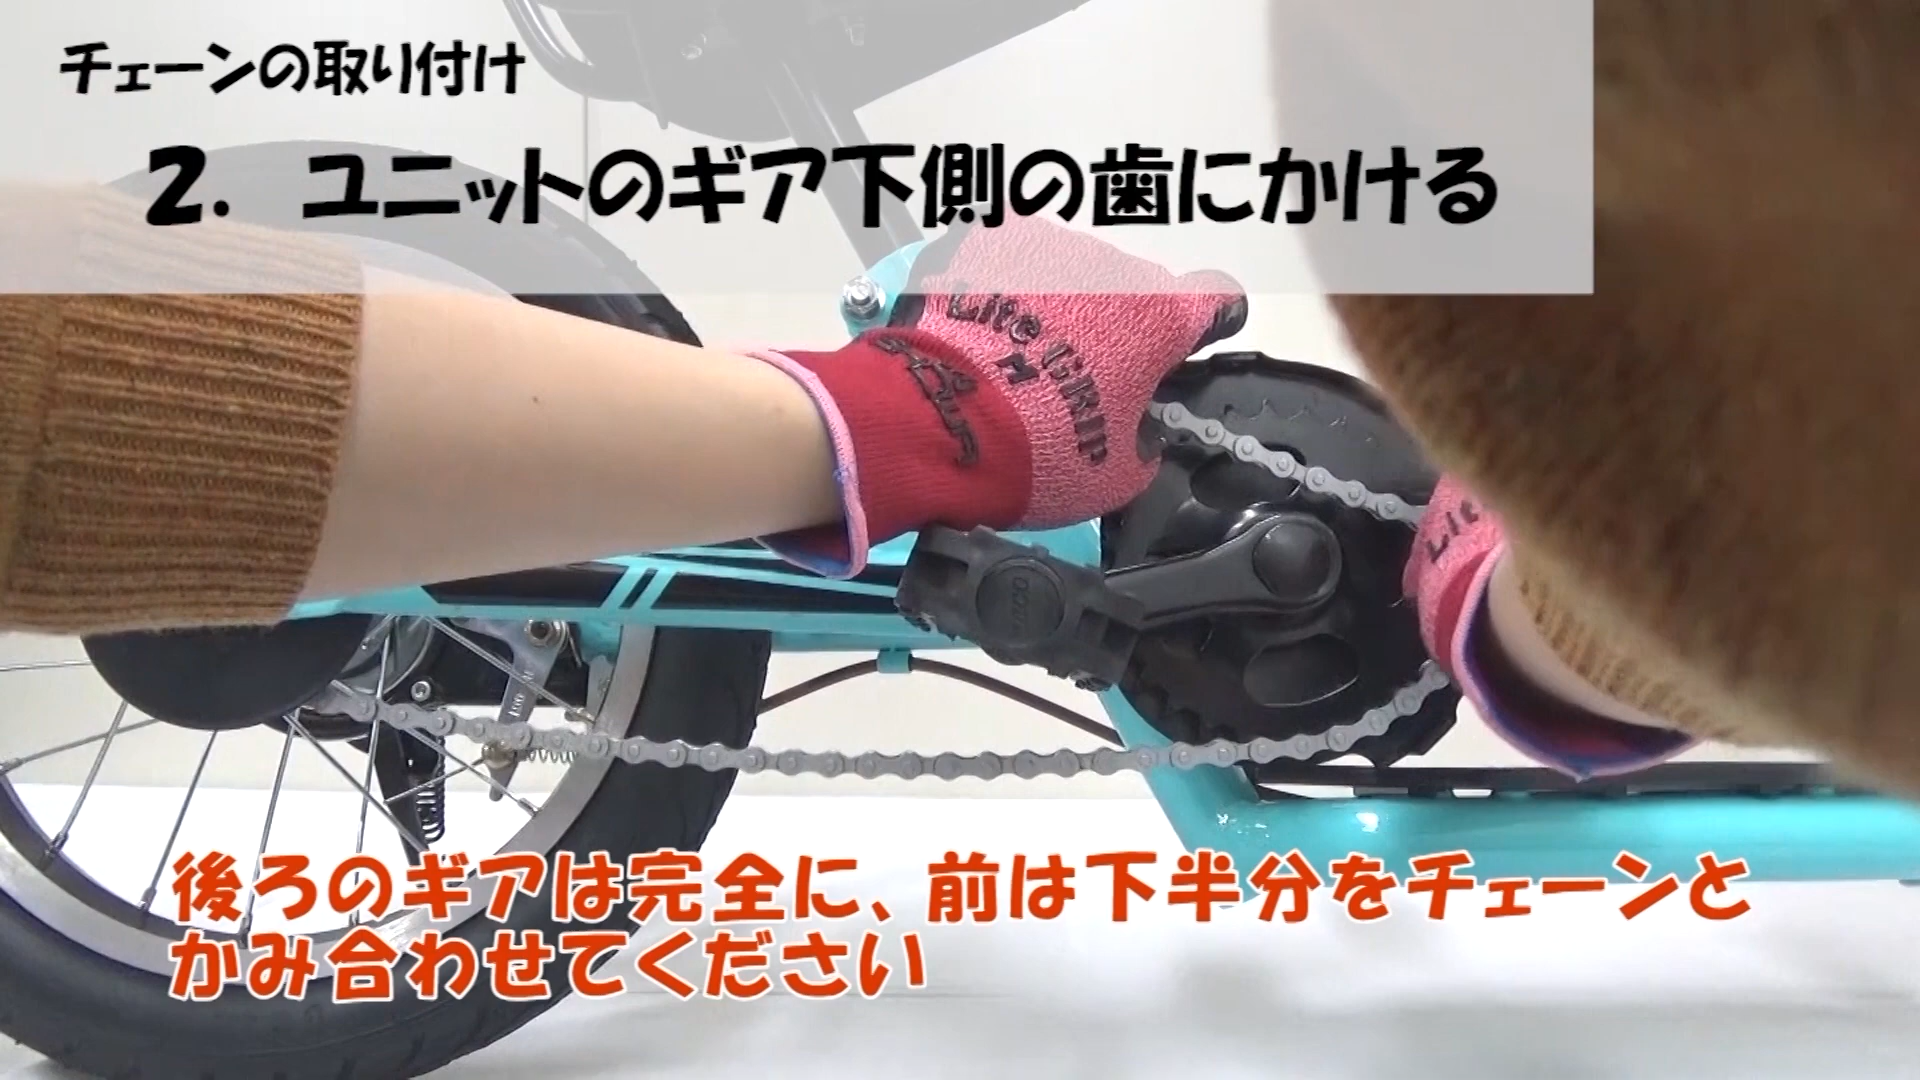 チェーンの取り付け
2. ユニットのギア下側の歯にかける
Lite GRIP
M
SHOWA
Lit
後ろのギアは完全に、前は下半分をチェーンと
かみ合わせてください